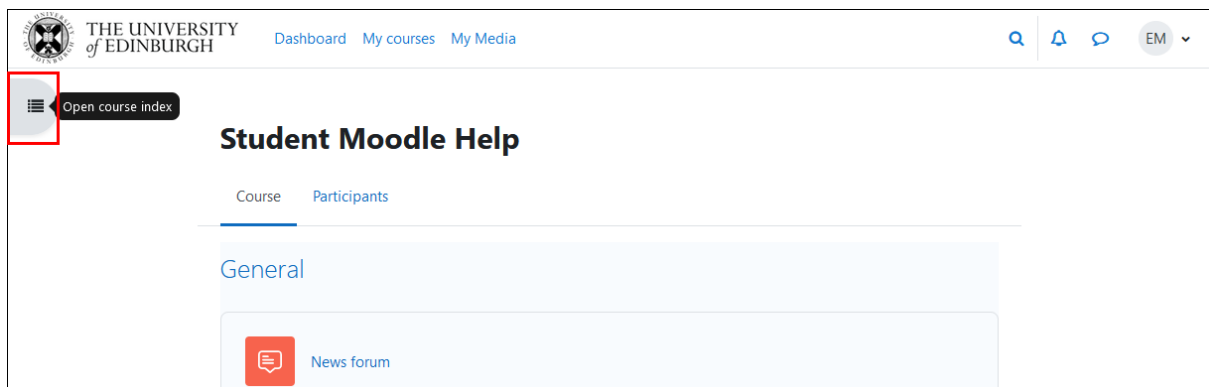 THE UNIVERSITY
of EDINBURGH
Dashboard My courses My Media
EM
Open course index
Student Moodle Help
Course Participants
General
News forum